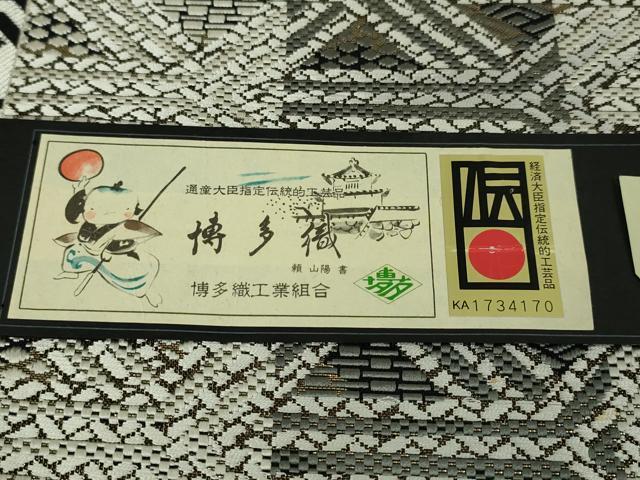 通産大臣指定伝統的工芸品
博多織
頼山陽書
博多織工業組合
博多
伝
経済大臣指定伝統的工芸品
KA1734170